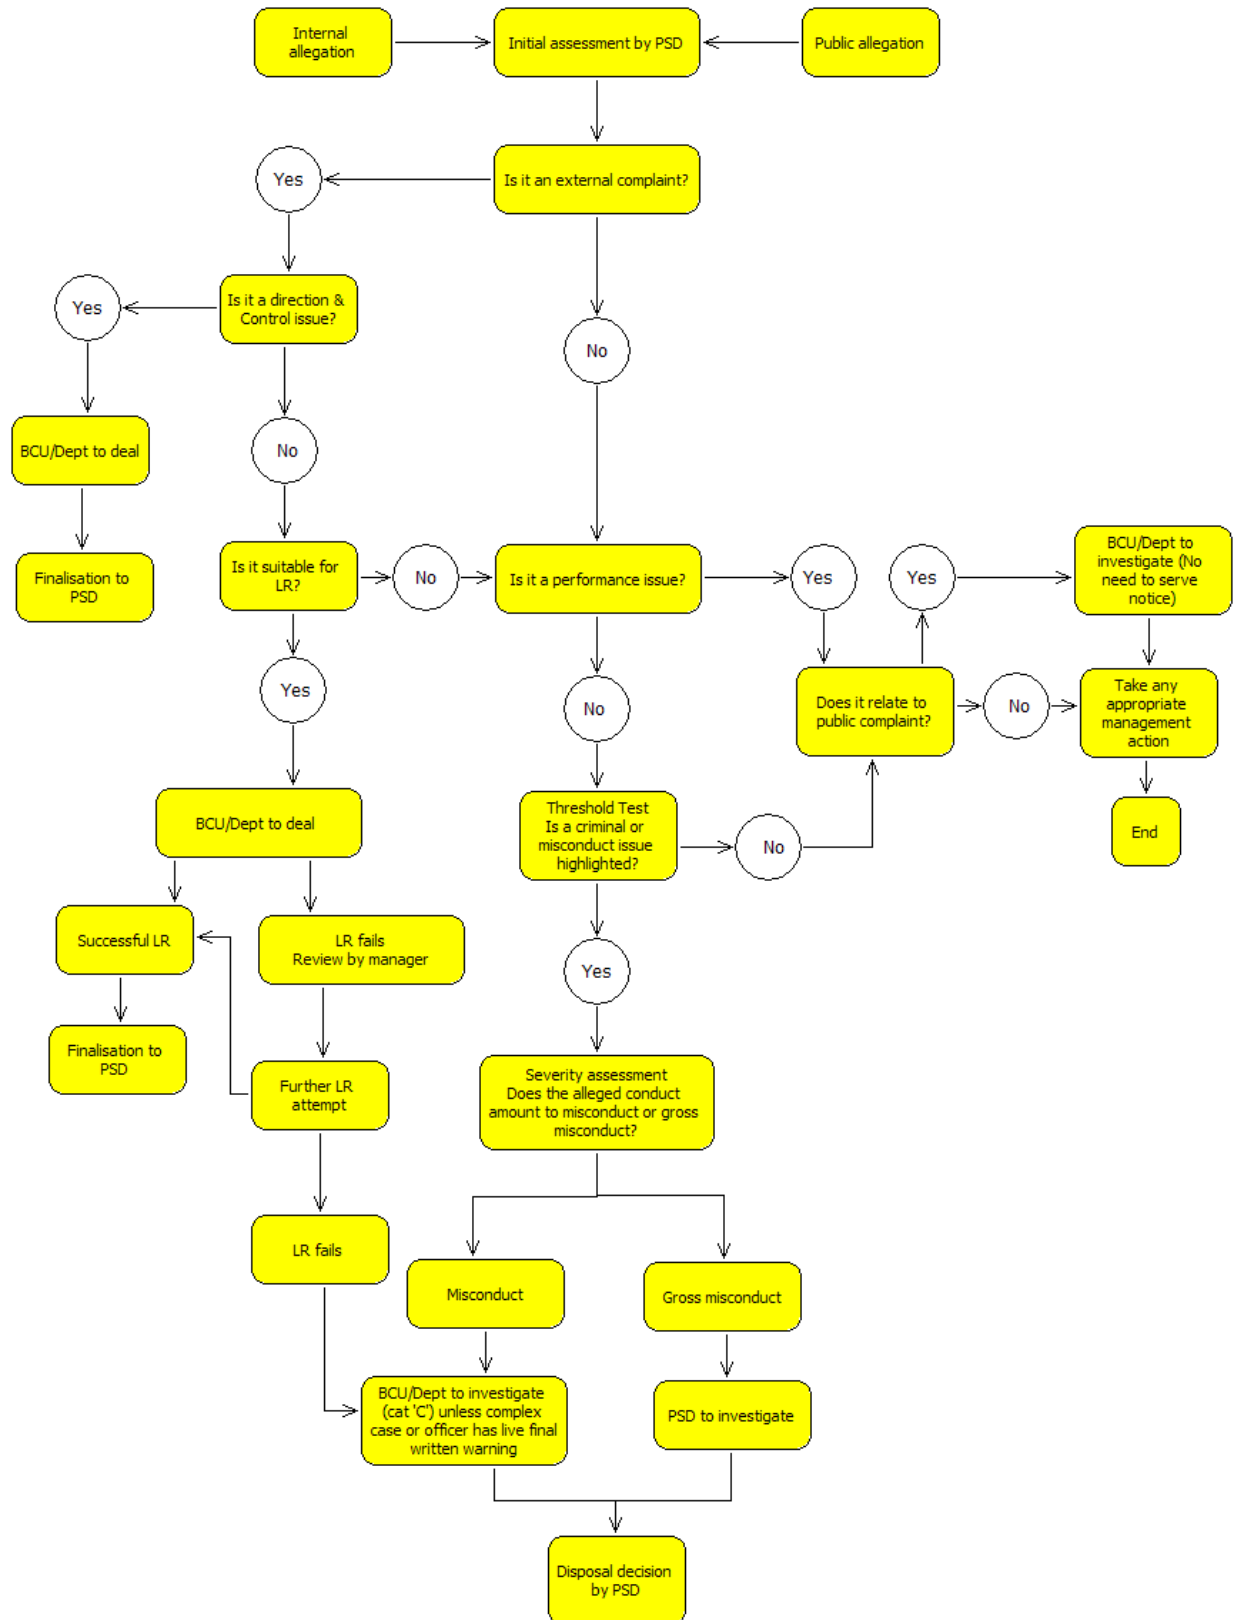 Internal
allegation
Initial assessment by PSD
Public allegation
Yes
Is it an external complaint?
Yes
Is it a direction &
Control issue?
No
BCU/Dept to deal
No
Finalisation to
PSD
Is it suitable for
LR?
No
Is it a performance issue?
Yes
Yes
BCU/Dept to
investigate (No
need to serve
notice)
Yes
No
Does it relate to
public complaint?
No
Take any
appropriate
management
action
BCU/Dept to deal
Threshold Test
Is a criminal or
misconduct issue
highlighted?
No
End
Successful LR
LR fails
Review by manager
Yes
Finalisation to
PSD
Further LR
attempt
Severity assessment
Does the alleged conduct
amount to misconduct or gross
misconduct?
LR fails
Misconduct
Gross misconduct
BCU/Dept to investigate
(cat 'C') unless complex
case or officer has live final
written warning
PSD to investigate
Disposal decision
by PSD